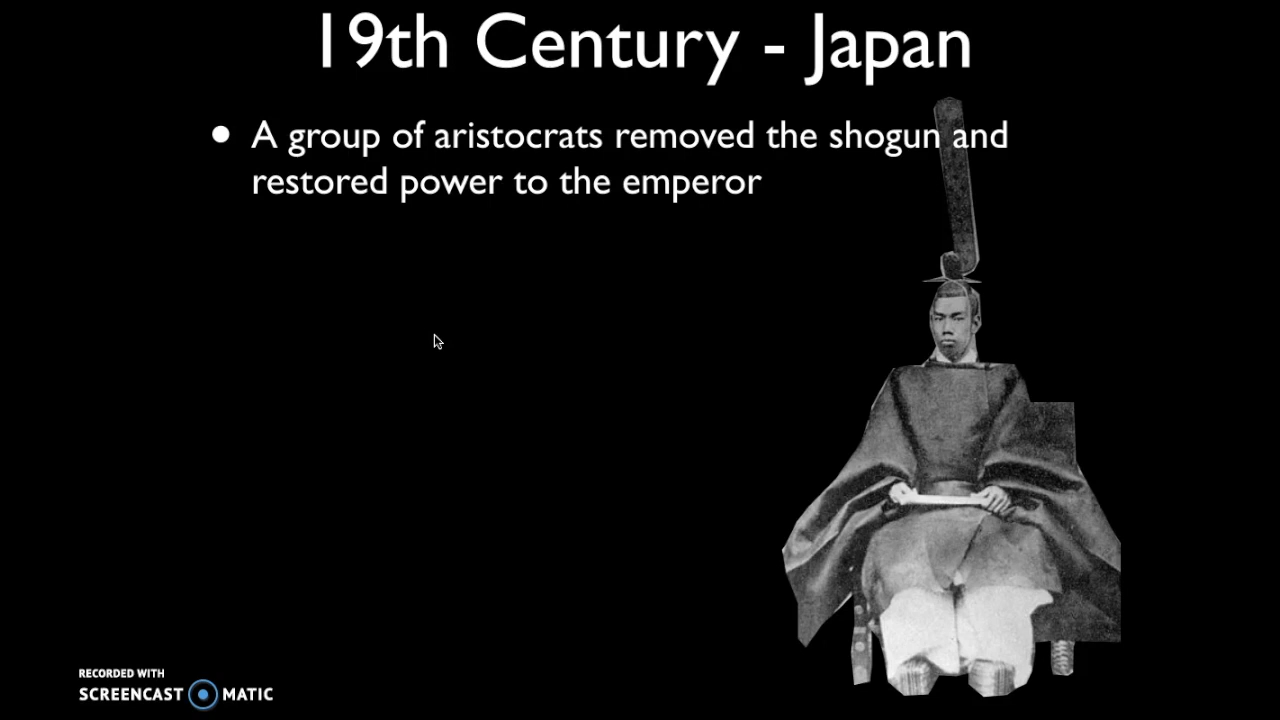 19th Century - Japan
● A group of aristocrats removed the shogun and
restored power to the emperor
RECORDED WITH
SCREENCAST MATIC